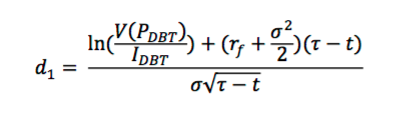 d₁ = (ln(V(P_DBT)/I_DBT) + (r_f + σ²/2)(τ − t)) / (σ√(τ − t))